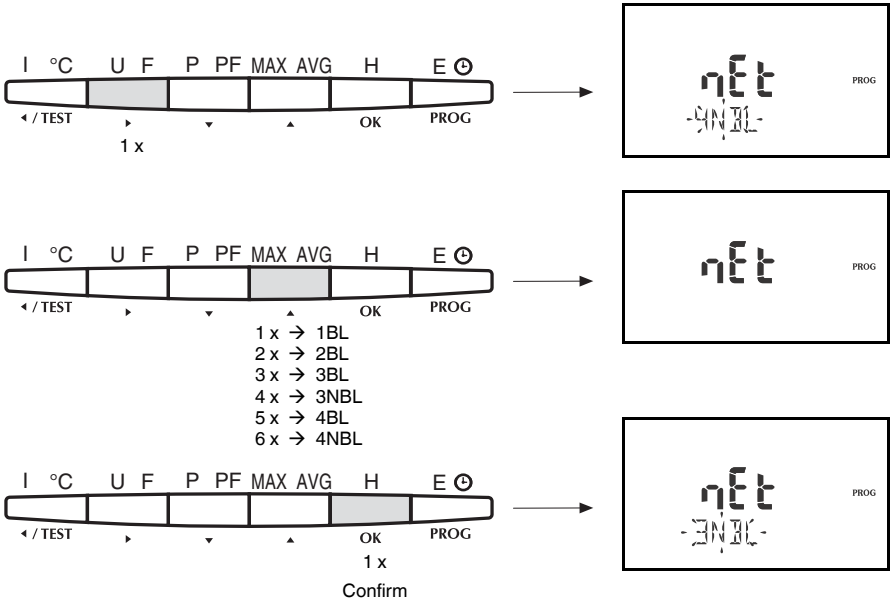 I °C U F P PF MAX AVG H E
◂ / TEST ▸ ▾ ▴ OK PROG
1 x
nEt
PROG
4NBL
I °C U F P PF MAX AVG H E
◂ / TEST ▸ ▾ ▴ OK PROG
1 x → 1BL
2 x → 2BL
3 x → 3BL
4 x → 3NBL
5 x → 4BL
6 x → 4NBL
nEt
PROG
I °C U F P PF MAX AVG H E
◂ / TEST ▸ ▾ ▴ OK PROG
1 x
Confirm
nEt
PROG
3NBL